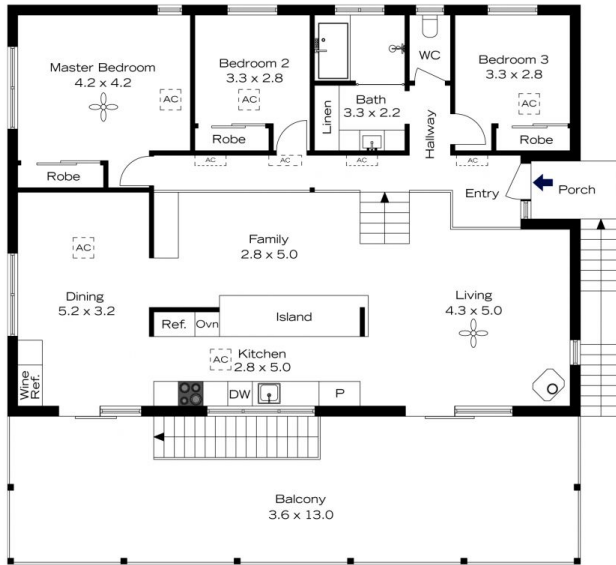 Master Bedroom
4.2 x 4.2
AC
Robe
Bedroom 2
3.3 x 2.8
AC
Robe
Linen
Bath
3.3 x 2.2
WC
Hallway
Bedroom 3
3.3 x 2.8
AC
Robe
AC
AC
AC
AC
Entry
Porch
AC
Dining
5.2 x 3.2
Family
2.8 x 5.0
Living
4.3 x 5.0
Ref.
Ovn
Island
AC
Kitchen
2.8 x 5.0
Wine
Ref.
DW
P
Balcony
3.6 x 13.0